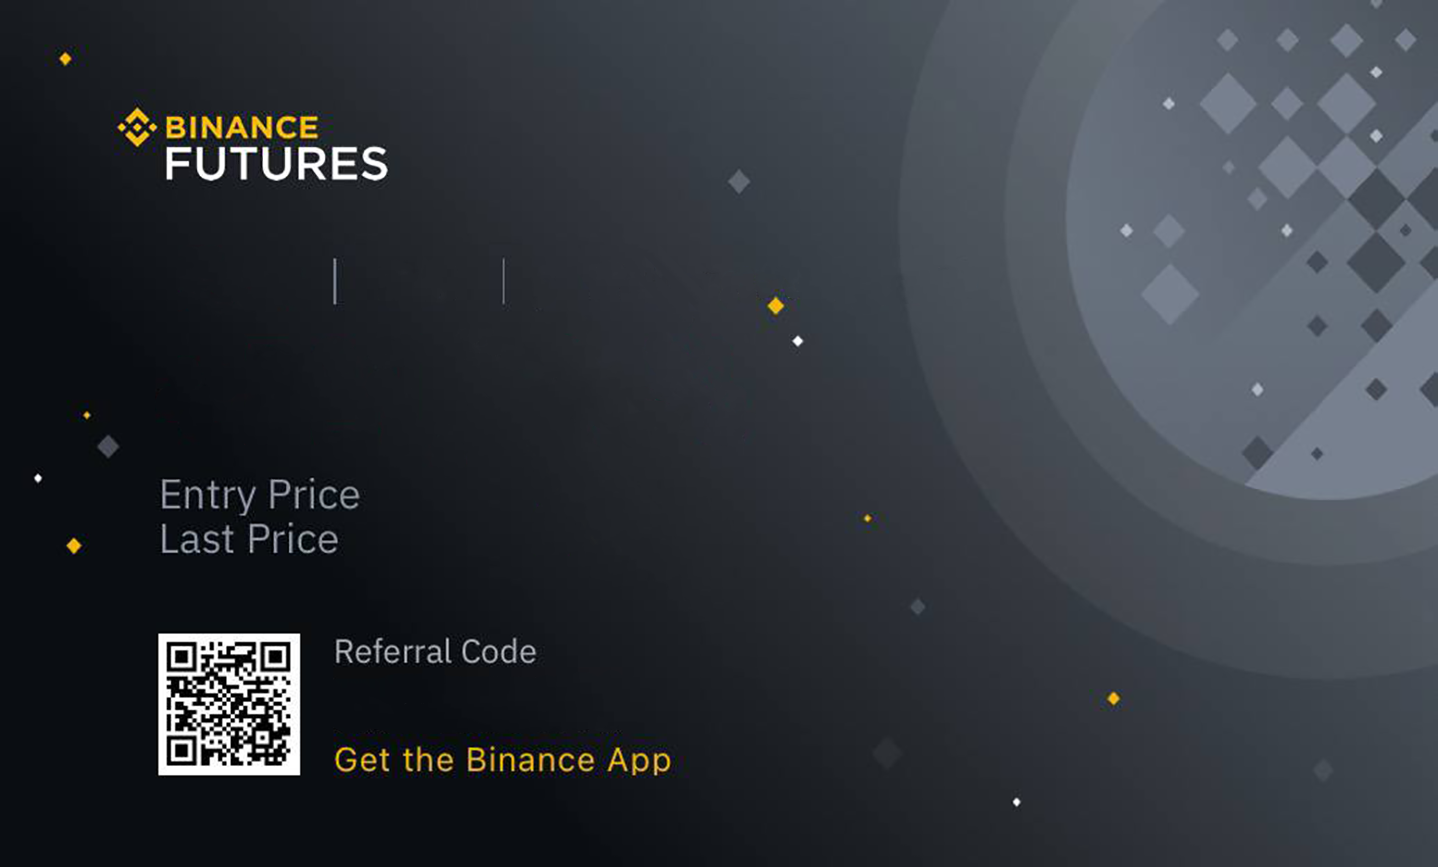 BINANCE
FUTURES
Entry Price
Last Price
Referral Code
Get the Binance App